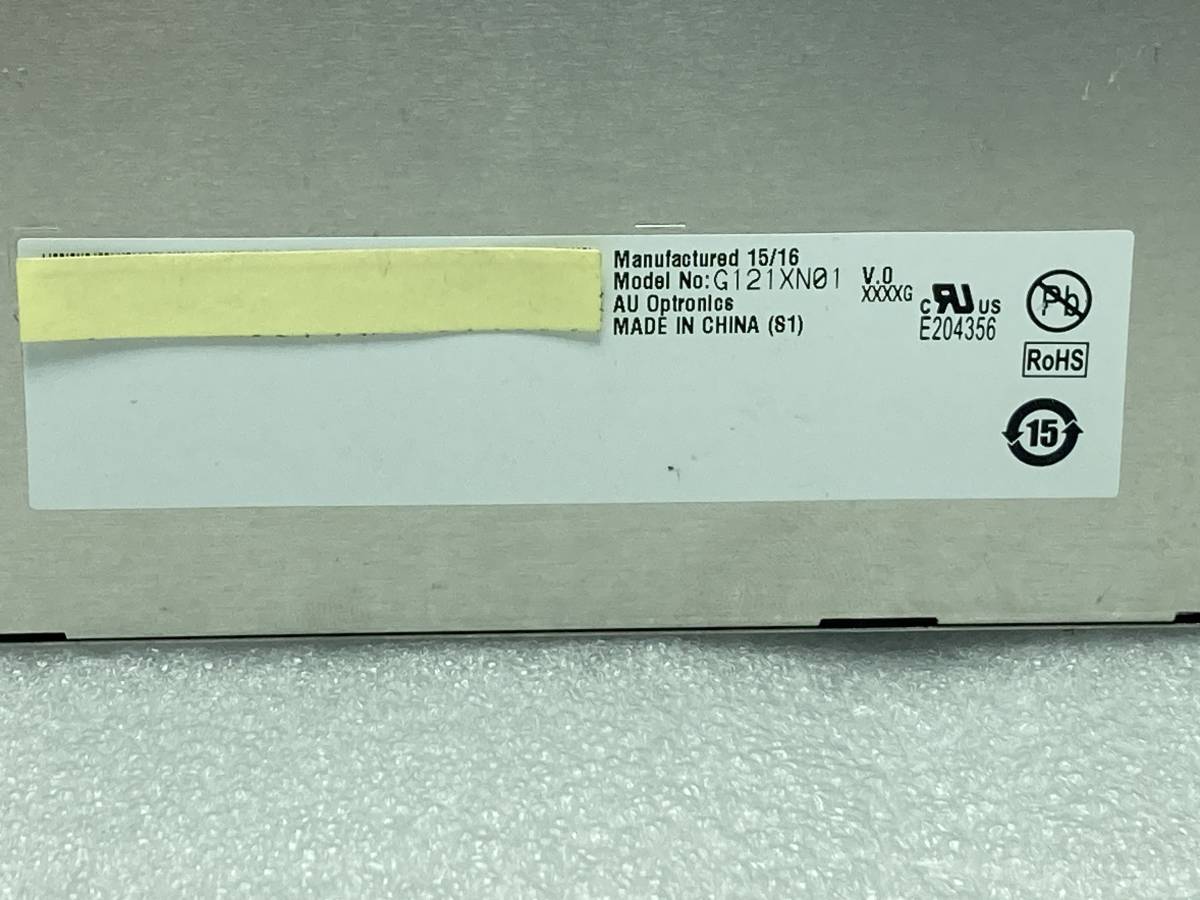 Manufactured 15/16
Model No:G121XN01 V.0
XXXXG
AU Optronics
MADE IN CHINA (S1)
c RU US
E204356
Pb
RoHS
15